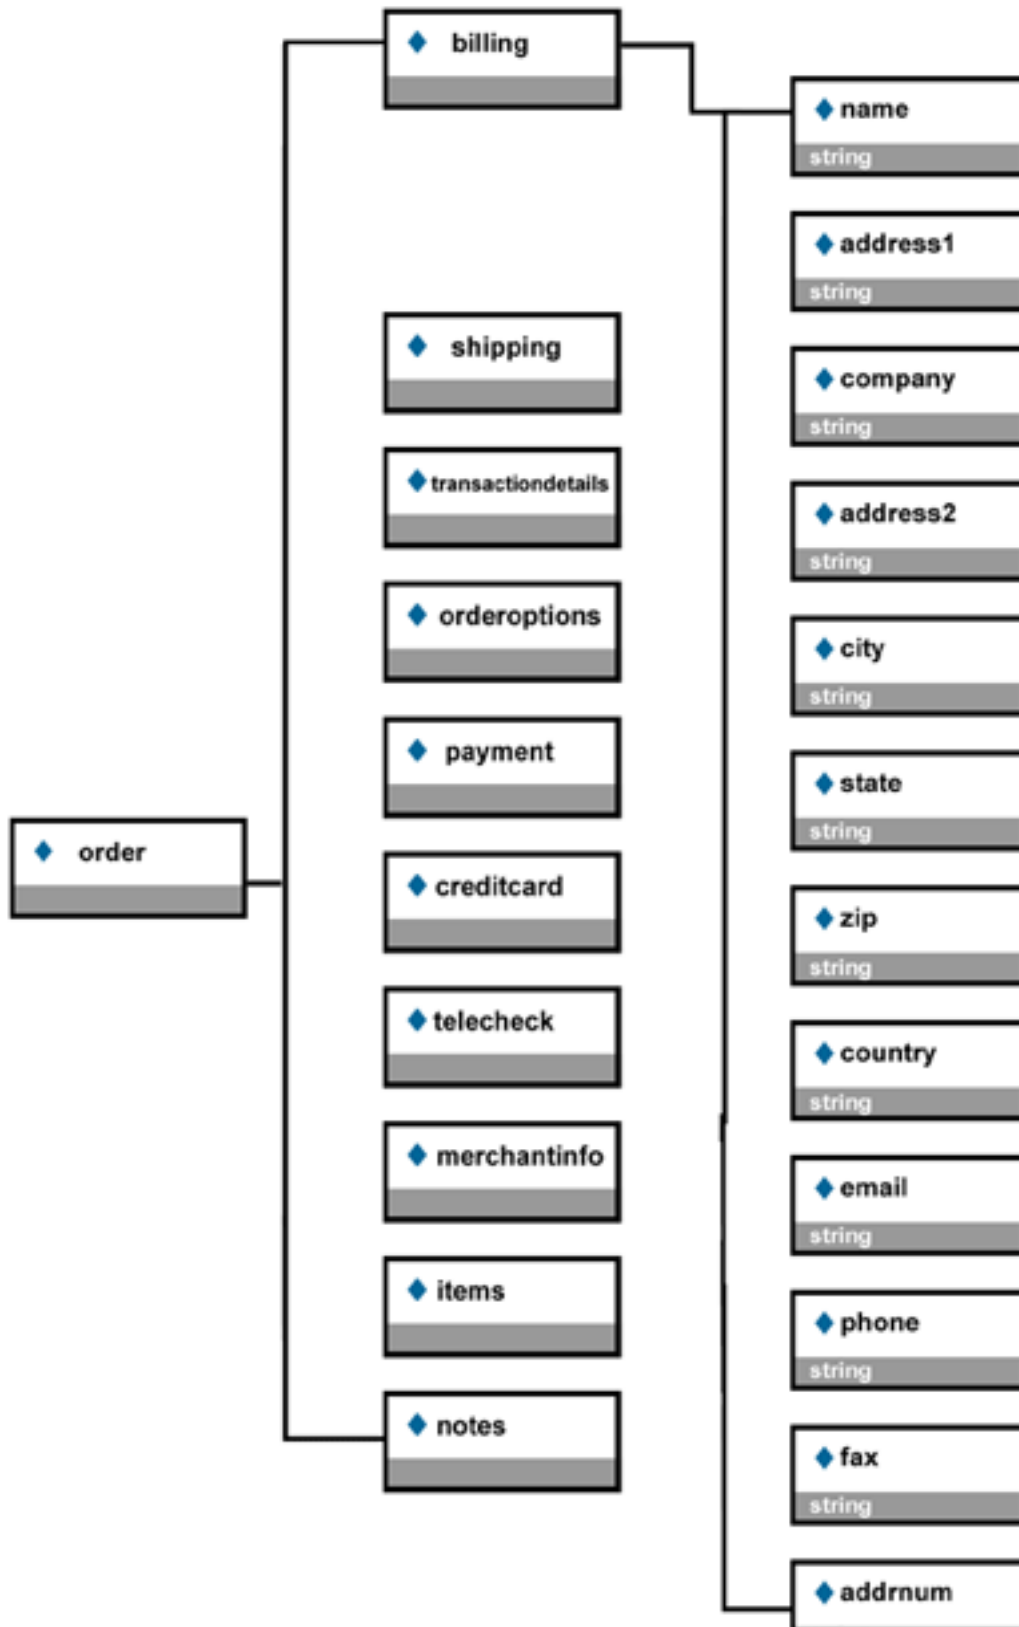 billing
name
string
address1
string
shipping
company
string
transactiondetails
address2
string
orderoptions
city
string
payment
state
string
order
creditcard
zip
string
telecheck
country
string
merchantinfo
email
string
items
phone
string
notes
fax
string
addrnum